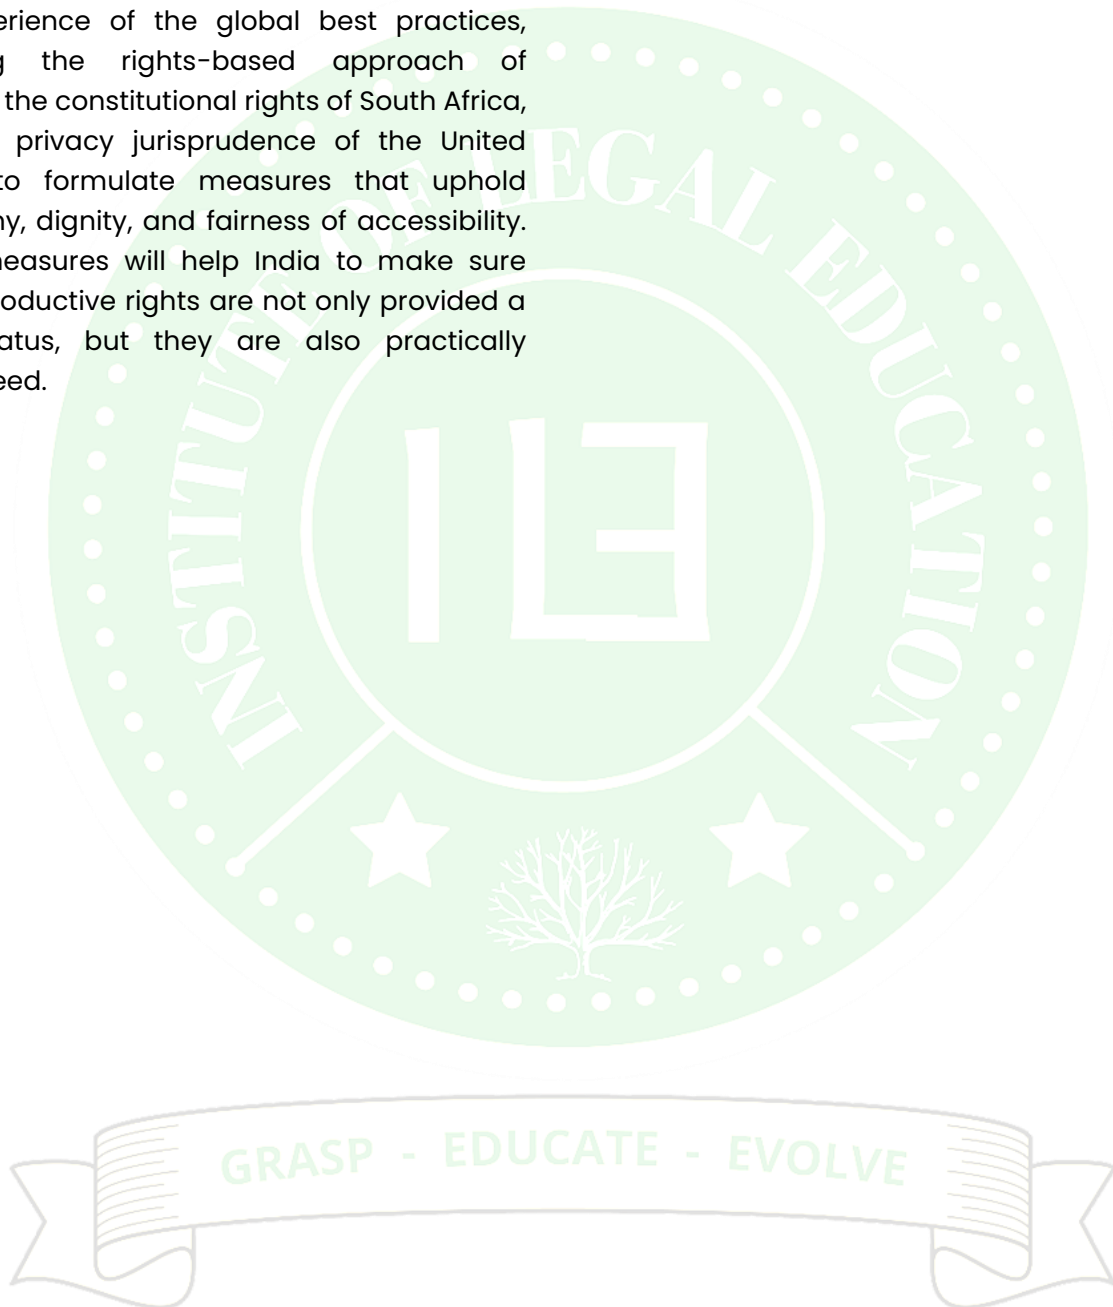 erience of the global best practices,
g the rights-based approach of
the constitutional rights of South Africa,
privacy jurisprudence of the United
to formulate measures that uphold
ny, dignity, and fairness of accessibility.
neasures will help India to make sure
oductive rights are not only provided a
atus, but they are also practically
eed.
INSTITUTE OF LEGAL EDUCATION
ILE
GRASP - EDUCATE - EVOLVE